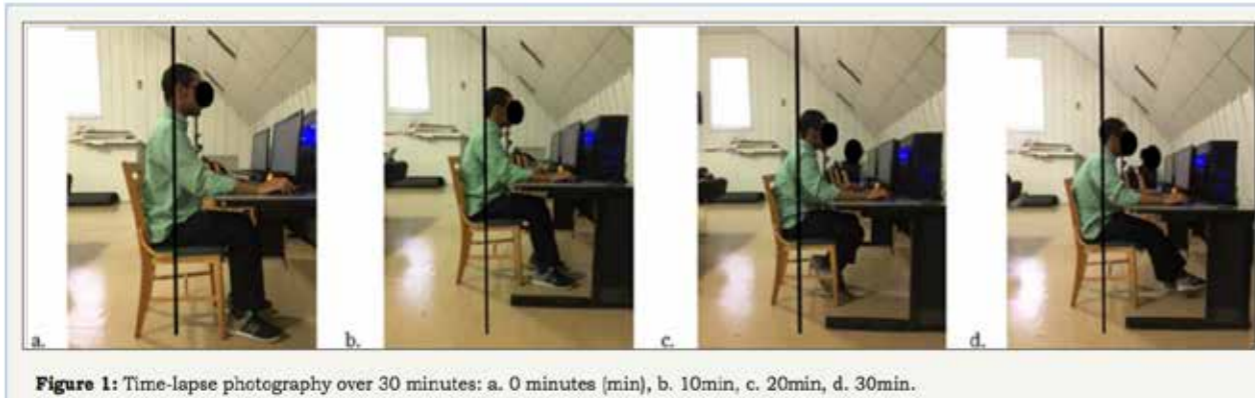 a.
b.
c.
d.
Figure 1: Time-lapse photography over 30 minutes: a. 0 minutes (min), b. 10min, c. 20min, d. 30min.